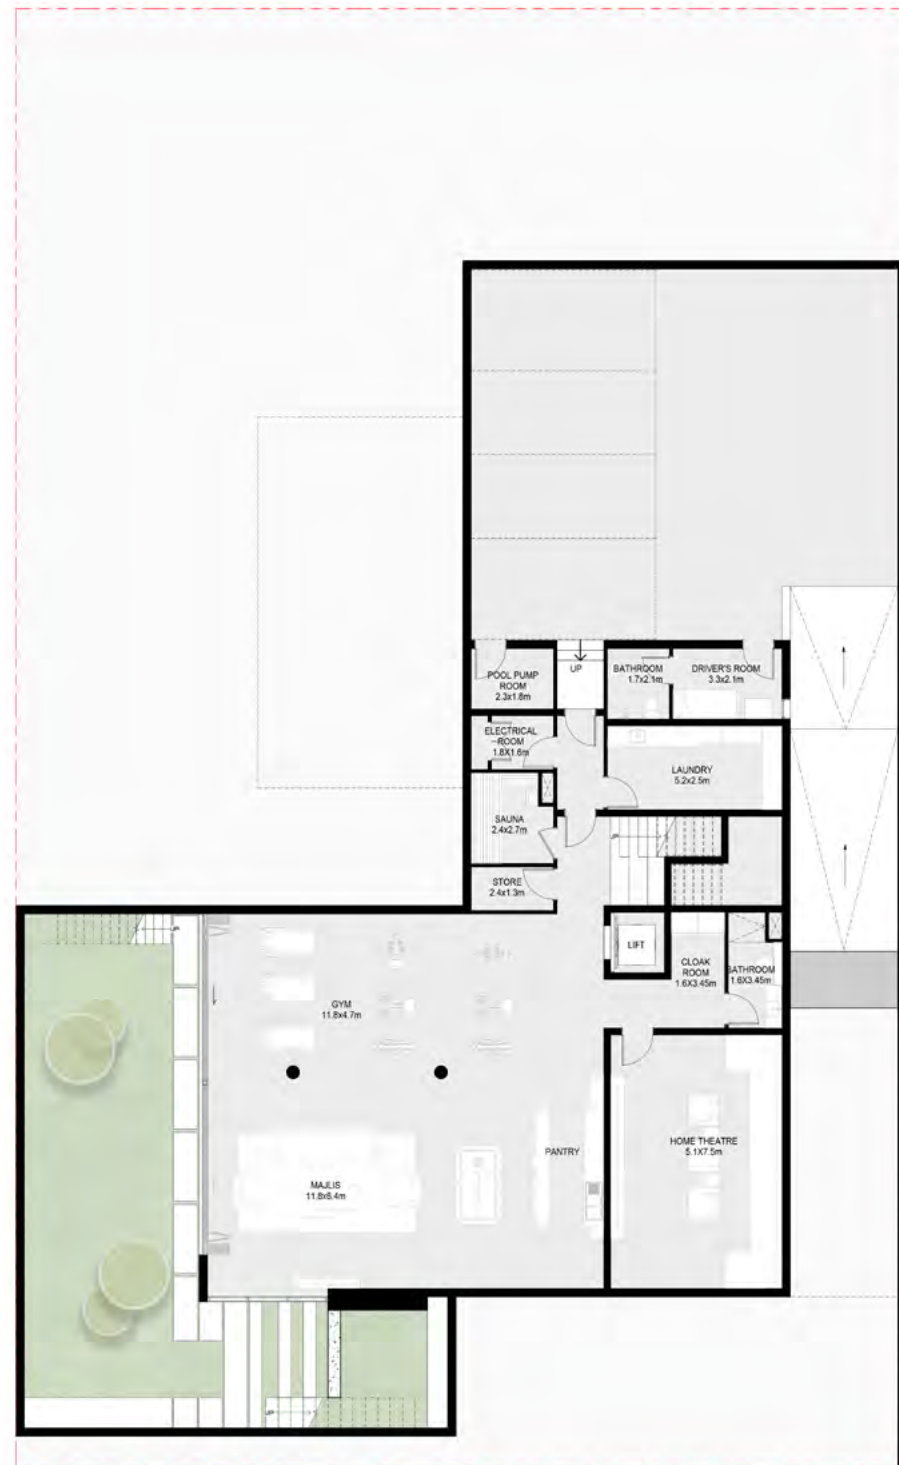 UP
POOL PUMP
ROOM
2.3x1.8m
BATHROOM
1.7x2.1m
DRIVER'S ROOM
3.3x2.1m
ELECTRICAL
ROOM
1.8X1.6m
LAUNDRY
5.2x2.5m
SAUNA
2.4x2.7m
UP
STORE
2.4x1.3m
LIFT
CLOAK
ROOM
1.6X3.45m
BATHROOM
1.6X3.45m
GYM
11.8x4.7m
HOME THEATRE
5.1X7.5m
PANTRY
MAJLIS
11.8x6.4m
UP